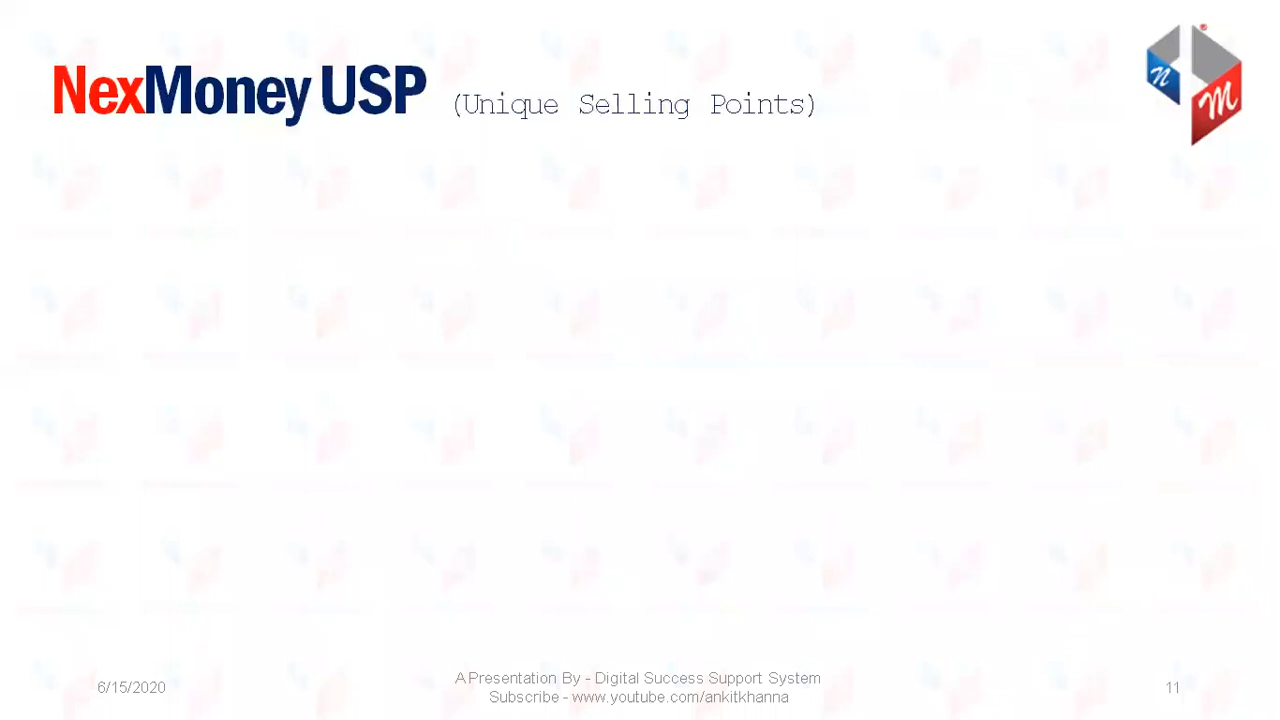 NexMoney USP (Unique Selling Points)
n
m
6/15/2020
A Presentation By - Digital Success Support System
Subscribe - www.youtube.com/ankitkhanna
11